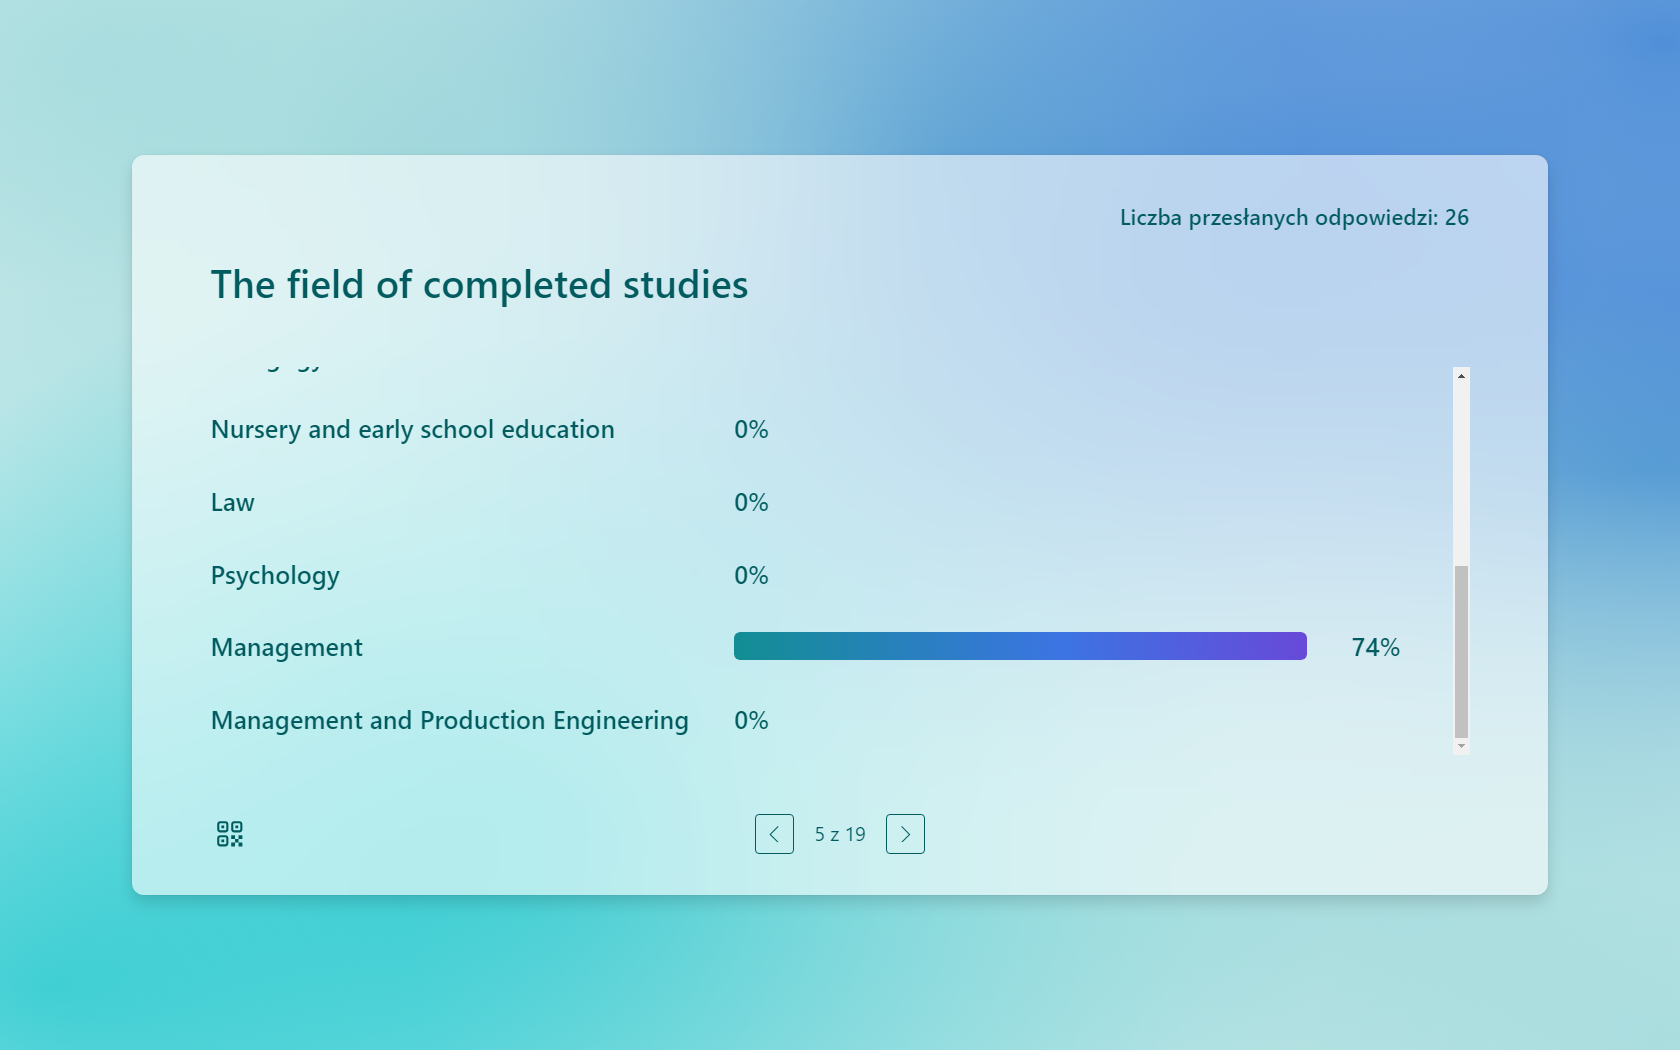 Liczba przesłanych odpowiedzi: 26
The field of completed studies
Nursery and early school education 0%
Law 0%
Psychology 0%
Management 74%
Management and Production Engineering 0%
5 z 19